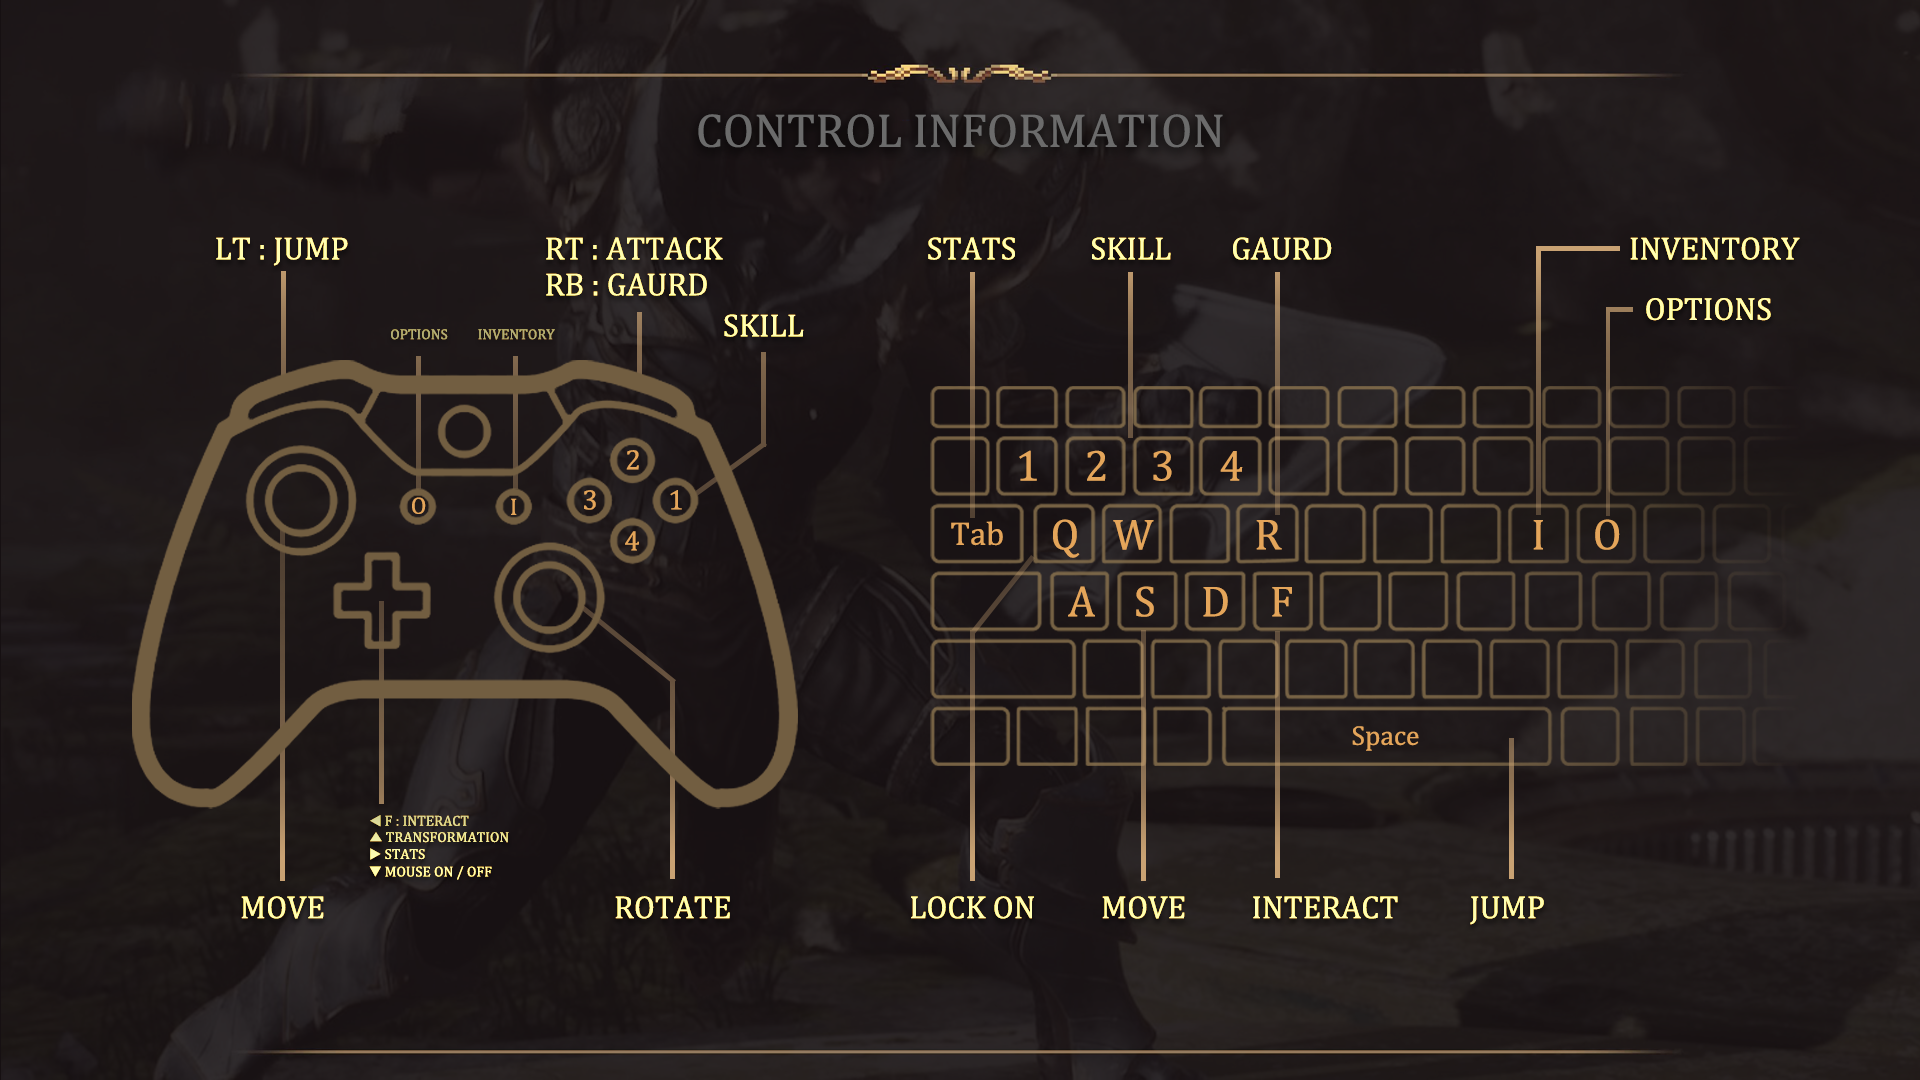 CONTROL INFORMATION
LT : JUMP
RT : ATTACK
RB : GAURD
SKILL
OPTIONS
INVENTORY
2
3
1
4
O
I
◀ F : INTERACT
▲ TRANSFORMATION
▶ STATS
▼ MOUSE ON / OFF
MOVE
ROTATE
STATS
SKILL
GAURD
INVENTORY
OPTIONS
1 2 3 4
Tab Q W R I O
A S D F
Space
LOCK ON
MOVE
INTERACT
JUMP